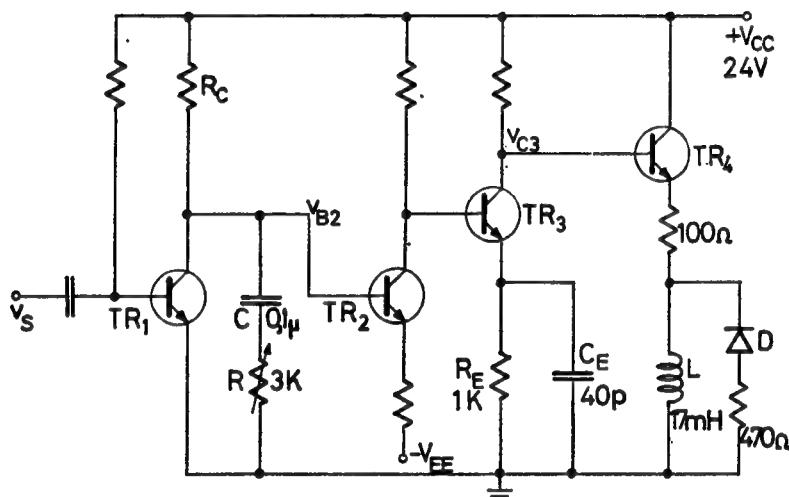 +VCC
24V
RC
VC3
TR4
VB2
TR3
100Ω
TR1
C 0,1μ
TR2
vS
R 3K
RE
1K
CE
40p
L
17mH
D
470Ω
-VEE